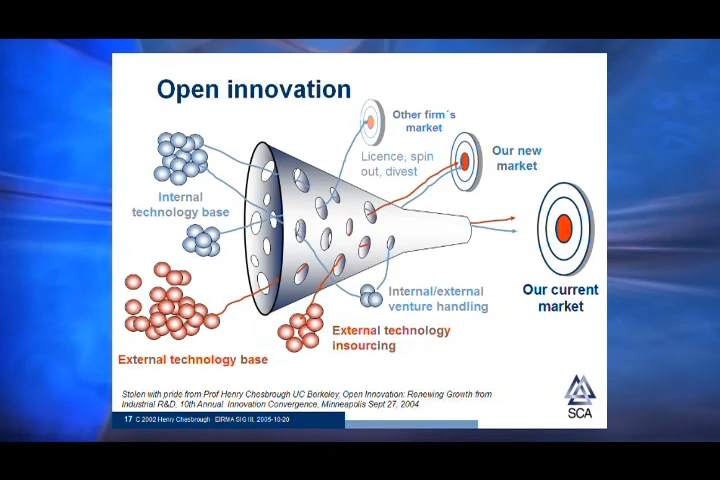 Open innovation
Other firm´s
market
Licence, spin
out, divest
Our new
market
Internal
technology base
Internal/external
venture handling
Our current
market
External technology
insourcing
External technology base
Stolen with pride from Prof Henry Chesbrough UC Berkeley, Open Innovation: Renewing Growth from
Industrial R&D, 10th Annual Innovation Convergence, Minneapolis Sept 27, 2004
17 C 2002 Henry Chesbrough EIRMA SIG III, 2005-10-20
SCA